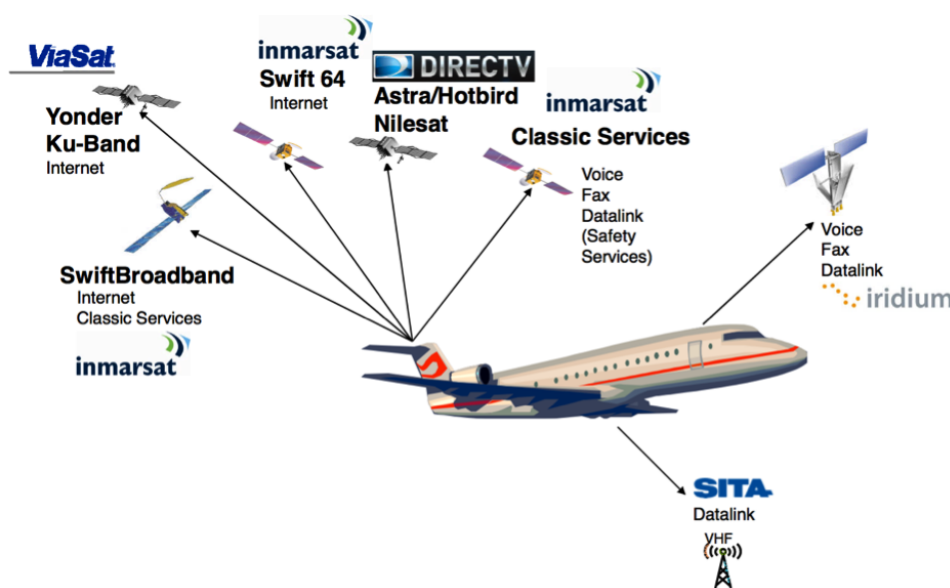 ViaSat
Yonder
Ku-Band
Internet
inmarsat
Swift 64
Internet
DIRECTV
Astra/Hotbird
Nilesat
inmarsat
Classic Services
Voice
Fax
Datalink
(Safety
Services)
Voice
Fax
Datalink
iridium
SwiftBroadband
Internet
Classic Services
inmarsat
SITA
Datalink
VHF